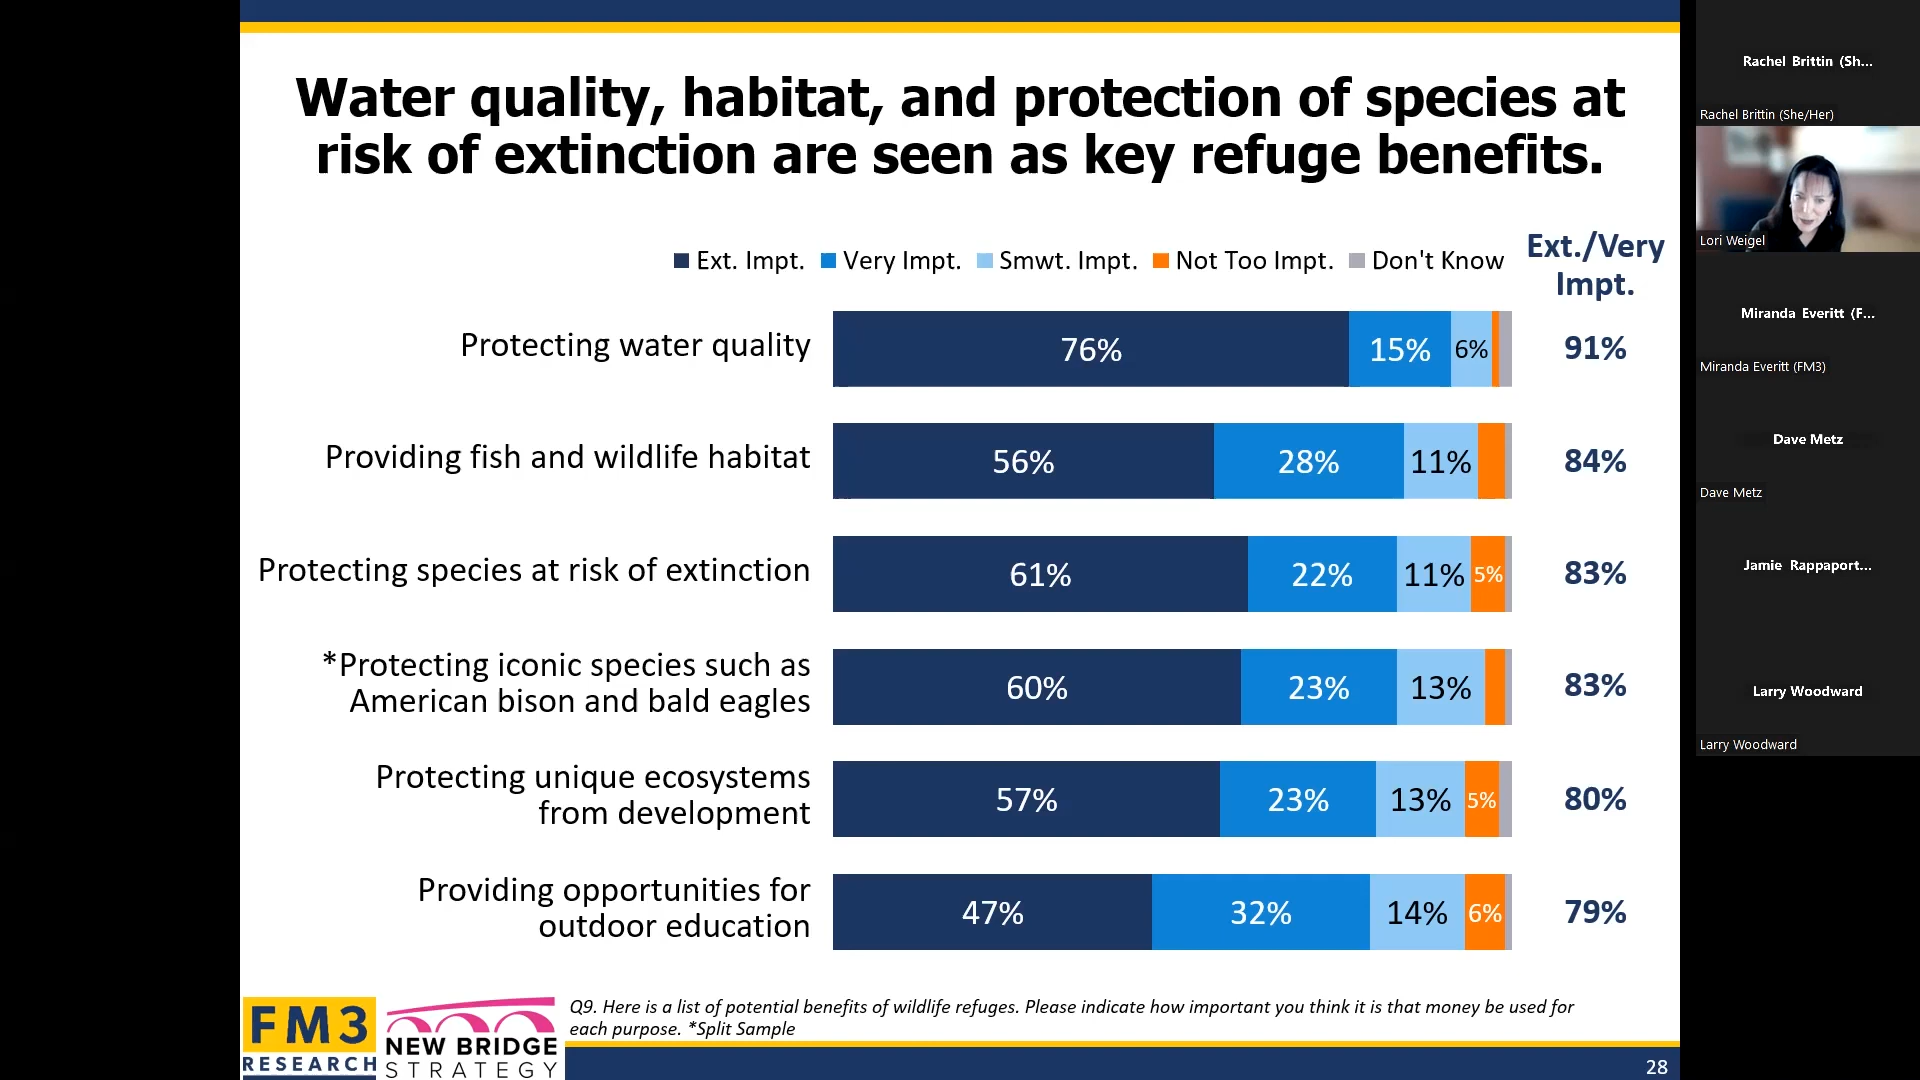 Water quality, habitat, and protection of species at
risk of extinction are seen as key refuge benefits.
Ext. Impt. Very Impt. Smwt. Impt. Not Too Impt. Don't Know
Ext./Very
Impt.
Protecting water quality
76% 15% 6% 91%
Providing fish and wildlife habitat
56% 28% 11% 84%
Protecting species at risk of extinction
61% 22% 11% 5% 83%
*Protecting iconic species such as
American bison and bald eagles
60% 23% 13% 83%
Protecting unique ecosystems
from development
57% 23% 13% 5% 80%
Providing opportunities for
outdoor education
47% 32% 14% 6% 79%
Q9. Here is a list of potential benefits of wildlife refuges. Please indicate how important you think it is that money be used for
each purpose. *Split Sample
FM3
RESEARCH
NEW BRIDGE
STRATEGY
28
Rachel Brittin (Sh...
Rachel Brittin (She/Her)
Lori Weigel
Miranda Everitt (F...
Miranda Everitt (FM3)
Dave Metz
Dave Metz
Jamie Rappaport...
Larry Woodward
Larry Woodward